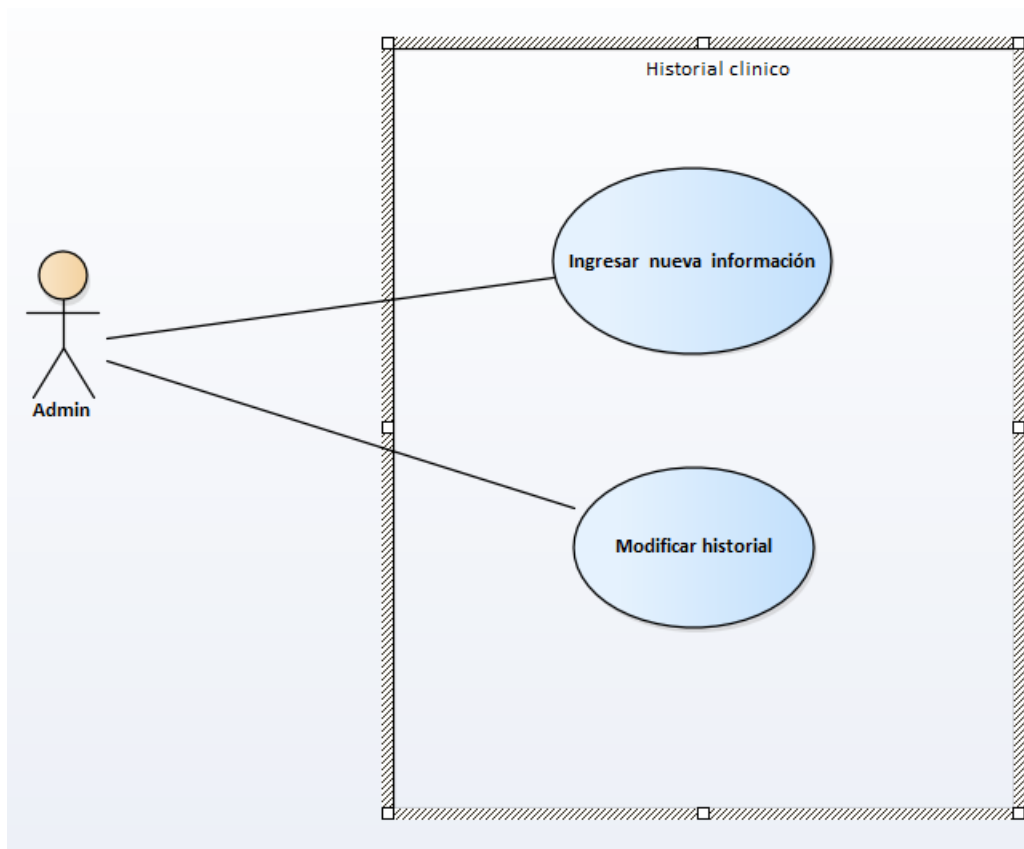 Historial clinico
Ingresar nueva información
Admin
Modificar historial